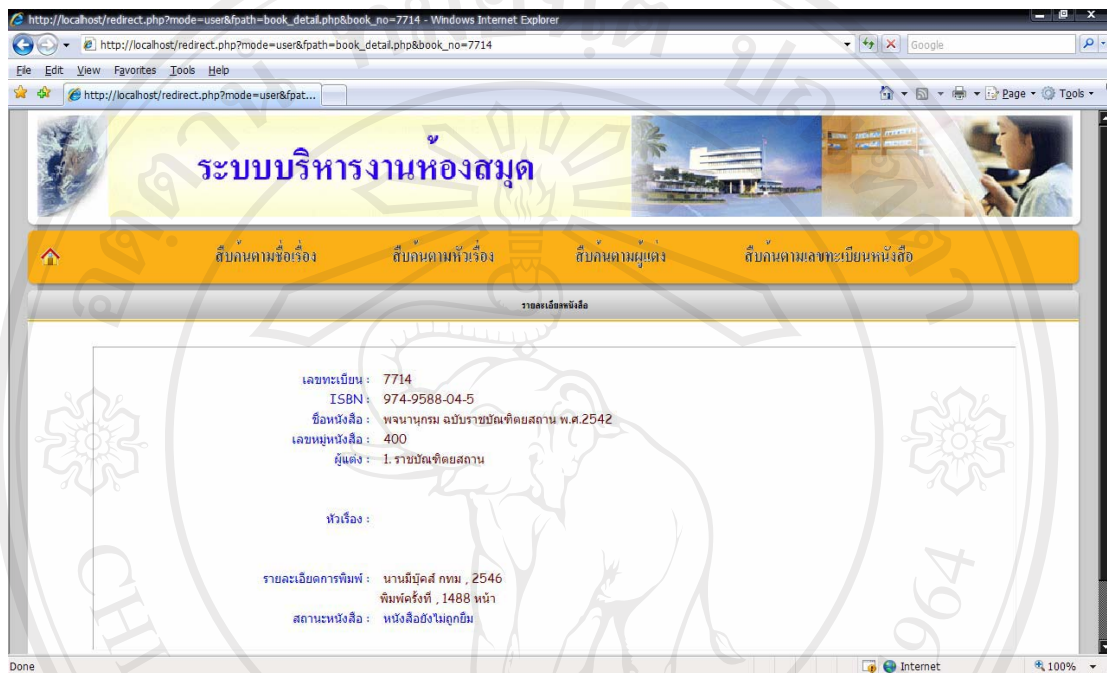 http://localhost/redirect.php?mode=user&fpath=book_detail.php&book_no=7714 - Windows Internet Explorer
http://localhost/redirect.php?mode=user&fpath=book_detail.php&book_no=7714
Google
File Edit View Favorites Tools Help
http://localhost/redirect.php?mode=user&fpat...
Page Tools
ระบบบริหารงานห้องสมุด
สืบค้นตามชื่อเรื่อง สืบค้นตามหัวเรื่อง สืบค้นตามผู้แต่ง สืบค้นตามเลขทะเบียนหนังสือ
รายละเอียดหนังสือ
เลขทะเบียน : 7714
ISBN : 974-9588-04-5
ชื่อหนังสือ : พจนานุกรม ฉบับราชบัณฑิตยสถาน พ.ศ.2542
เลขหมู่หนังสือ : 400
ผู้แต่ง : 1. ราชบัณฑิตยสถาน
หัวเรื่อง :
รายละเอียดการพิมพ์ : นานมีบุ๊คส์ กทม , 2546
พิมพ์ครั้งที่ , 1488 หน้า
สถานะหนังสือ : หนังสือยังไม่ถูกยืม
1964
Done
Internet
100%